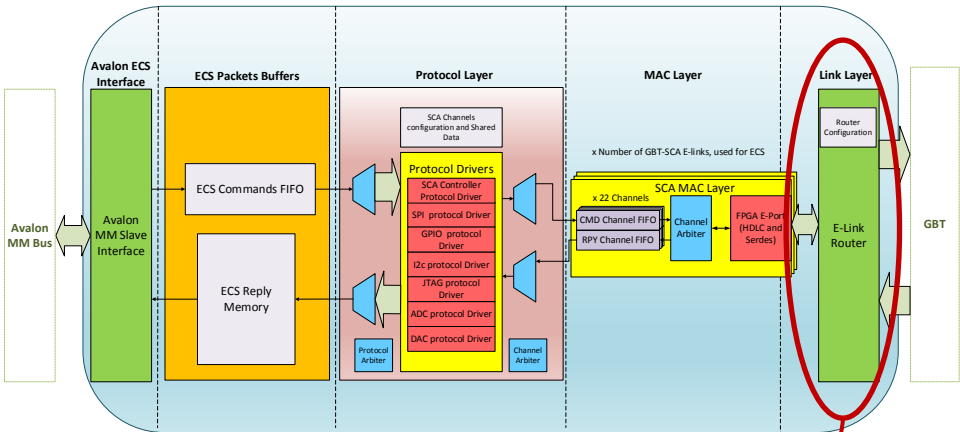 Avalon ECS
Interface
ECS Packets Buffers
Protocol Layer
MAC Layer
Link Layer
SCA Channels
configuration and Shared
Data
Router
Configuration
x Number of GBT-SCA E-links, used for ECS
Protocol Drivers
SCA Controller
Protocol Driver
SPI protocol Driver
GPIO protocol
Driver
I2c protocol Driver
JTAG protocol
Driver
ADC protocol Driver
DAC protocol Driver
ECS Commands FIFO
SCA MAC Layer
x 22 Channels
CMD Channel FIFO
RPY Channel FIFO
Channel
Arbiter
FPGA E-Port
(HDLC and
Serdes)
Avalon
MM Bus
Avalon
MM Slave
Interface
E-Link
Router
GBT
ECS Reply
Memory
Protocol
Arbiter
Channel
Arbiter